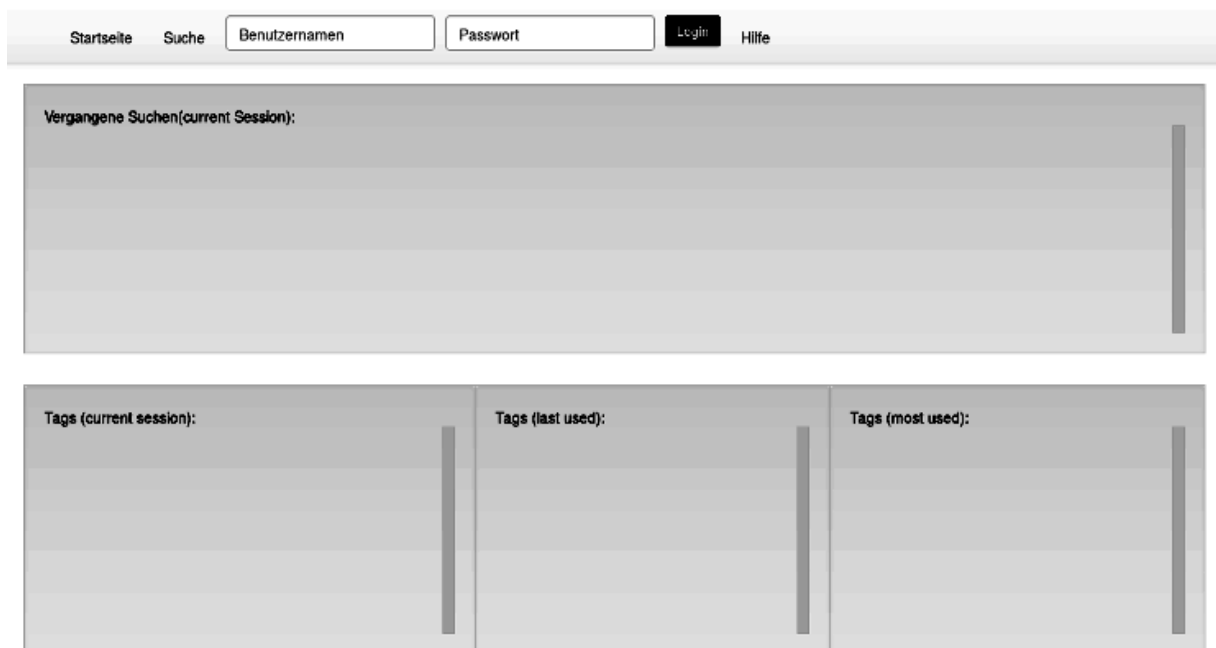 Startseite Suche Benutzernamen Passwort Login Hilfe
Vergangene Suchen(current Session):
Tags (current session): Tags (last used): Tags (most used):